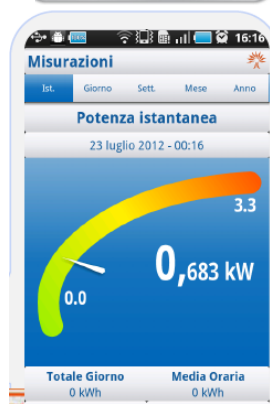 100%
16:16
Misurazioni
Ist. Giorno Sett. Mese Anno
Potenza istantanea
23 luglio 2012 - 00:16
3.3
0,683 kW
0.0
Totale Giorno Media Oraria
0 kWh 0 kWh